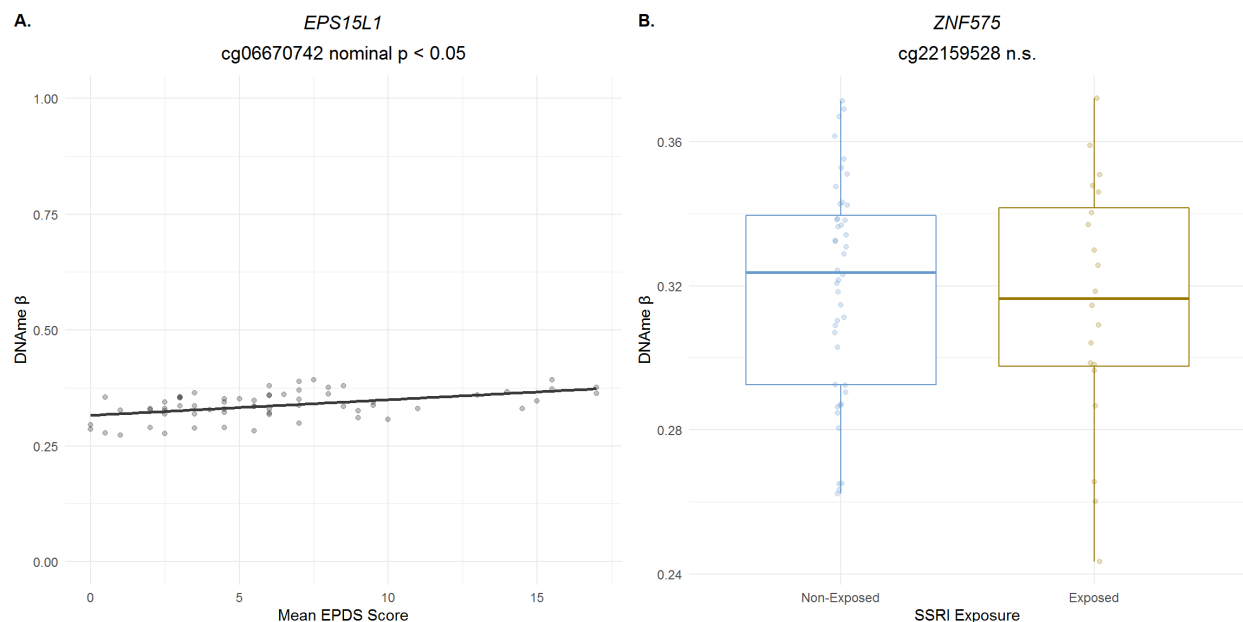 A.
EPS15L1
cg06670742 nominal p < 0.05
DNAme β
1.00
0.75
0.50
0.25
0.00
0
5
10
15
Mean EPDS Score
B.
ZNF575
cg22159528 n.s.
DNAme β
0.36
0.32
0.28
0.24
Non-Exposed
Exposed
SSRI Exposure